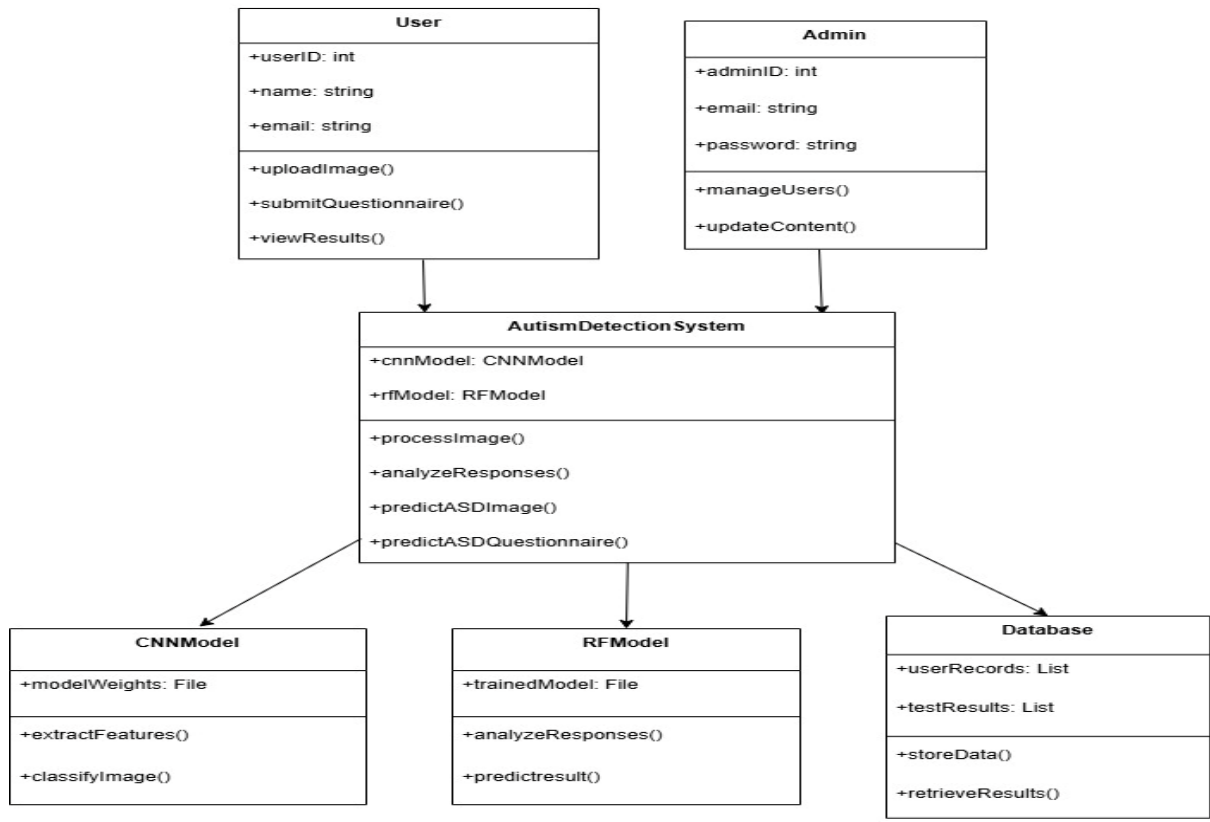 User
+userID: int
+name: string
+email: string
+uploadImage()
+submitQuestionnaire()
+viewResults()
Admin
+adminID: int
+email: string
+password: string
+manageUsers()
+updateContent()
AutismDetectionSystem
+cnnModel: CNNModel
+rfModel: RFModel
+processImage()
+analyzeResponses()
+predictASDImage()
+predictASDQuestionnaire()
CNNModel
+modelWeights: File
+extractFeatures()
+classifyImage()
RFModel
+trainedModel: File
+analyzeResponses()
+predictresult()
Database
+userRecords: List
+testResults: List
+storeData()
+retrieveResults()